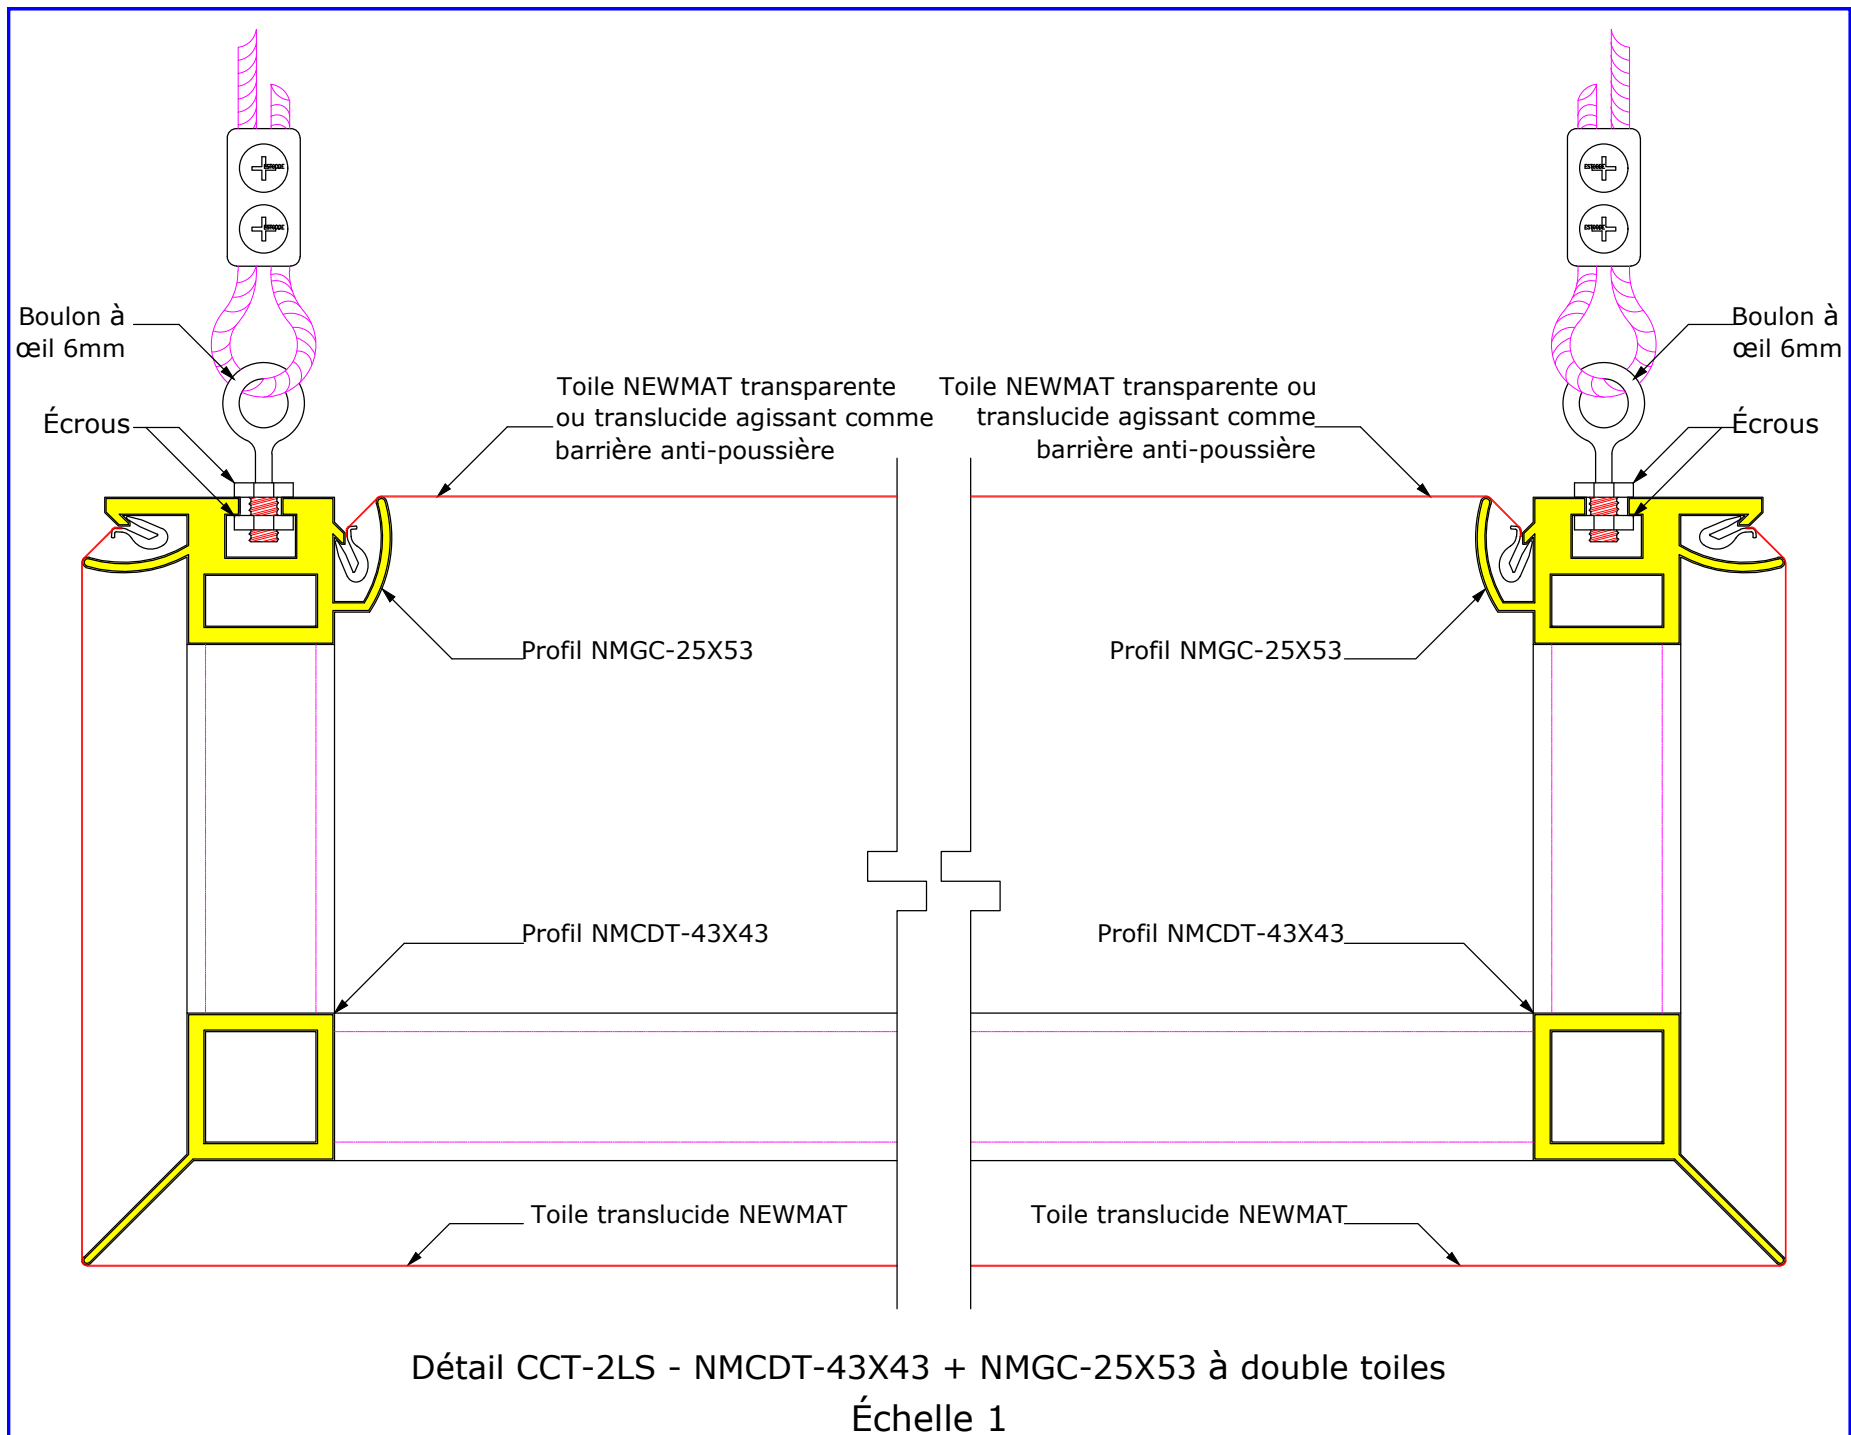 Boulon à
œil 6mm
Écrous
Toile NEWMAT transparente
ou translucide agissant comme
barrière anti-poussière
Toile NEWMAT transparente ou
translucide agissant comme
barrière anti-poussière
Boulon à
œil 6mm
Écrous
Profil NMGC-25X53
Profil NMGC-25X53
Profil NMCDT-43X43
Profil NMCDT-43X43
Toile translucide NEWMAT
Toile translucide NEWMAT
Détail CCT-2LS - NMCDT-43X43 + NMGC-25X53 à double toiles
Échelle 1